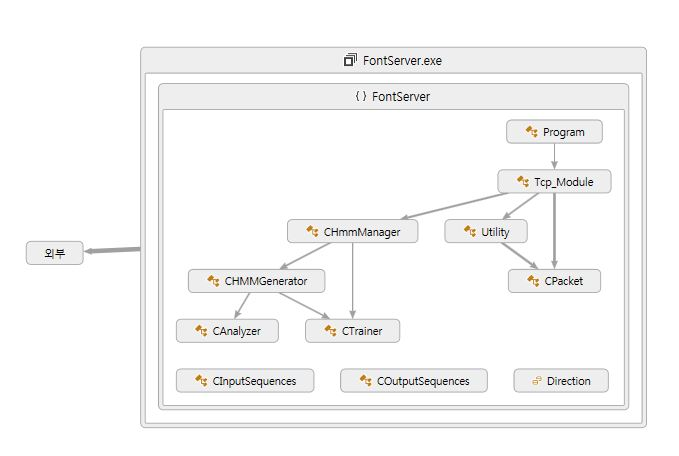 FontServer.exe
{ } FontServer
Program
Tcp_Module
CHmmManager
Utility
외부
CHMMGenerator
CPacket
CAnalyzer
CTrainer
CInputSequences
COutputSequences
Direction